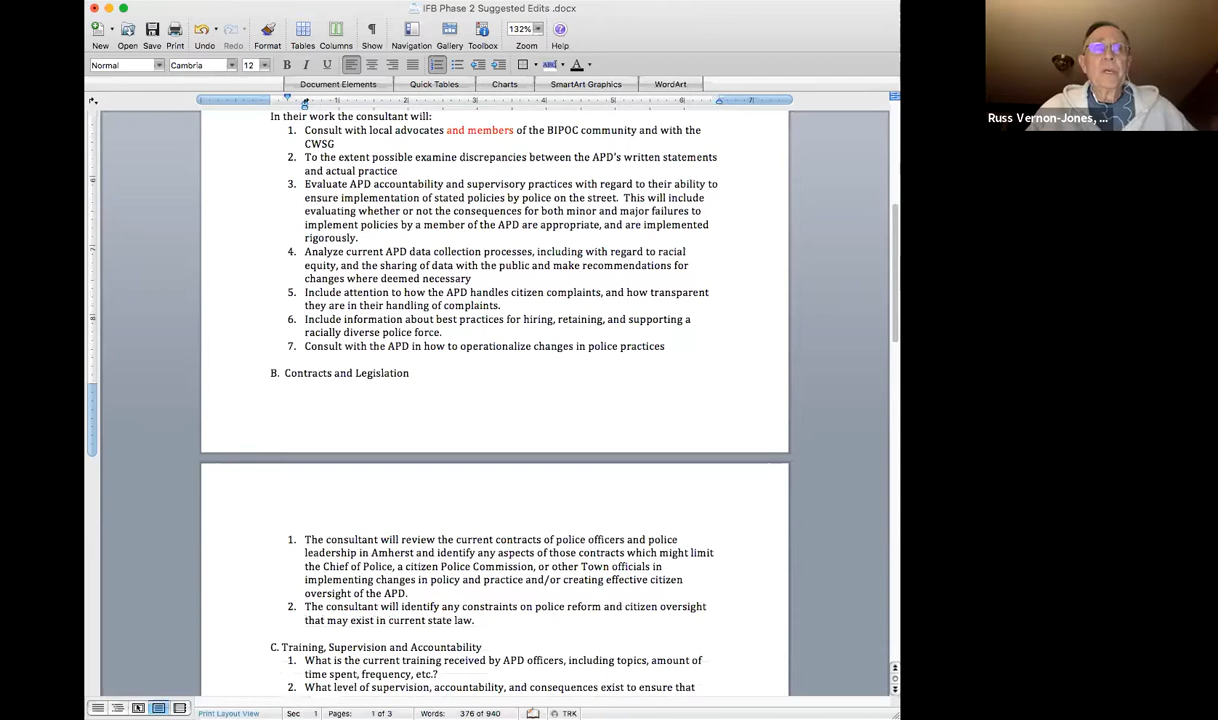 IFB Phase 2 Suggested Edits .docx
New Open Save Print Undo Redo Format Tables Columns Show Navigation Gallery Toolbox Zoom Help
132%
Normal Cambria 12 B I U ABC A
Document Elements Quick Tables Charts SmartArt Graphics WordArt
In their work the consultant will:
1. Consult with local advocates and members of the BIPOC community and with the
CWSG
2. To the extent possible examine discrepancies between the APD's written statements
and actual practice
3. Evaluate APD accountability and supervisory practices with regard to their ability to
ensure implementation of stated policies by police on the street. This will include
evaluating whether or not the consequences for both minor and major failures to
implement policies by a member of the APD are appropriate, and are implemented
rigorously.
4. Analyze current APD data collection processes, including with regard to racial
equity, and the sharing of data with the public and make recommendations for
changes where deemed necessary
5. Include attention to how the APD handles citizen complaints, and how transparent
they are in their handling of complaints.
6. Include information about best practices for hiring, retaining, and supporting a
racially diverse police force.
7. Consult with the APD in how to operationalize changes in police practices
B. Contracts and Legislation
1. The consultant will review the current contracts of police officers and police
leadership in Amherst and identify any aspects of those contracts which might limit
the Chief of Police, a citizen Police Commission, or other Town officials in
implementing changes in policy and practice and/or creating effective citizen
oversight of the APD.
2. The consultant will identify any constraints on police reform and citizen oversight
that may exist in current state law.
C. Training, Supervision and Accountability
1. What is the current training received by APD officers, including topics, amount of
time spent, frequency, etc.?
2. What level of supervision, accountability, and consequences exist to ensure that
Print Layout View Sec 1 Pages: 1 of 3 Words: 376 of 940 TRK
Russ Vernon-Jones, ...